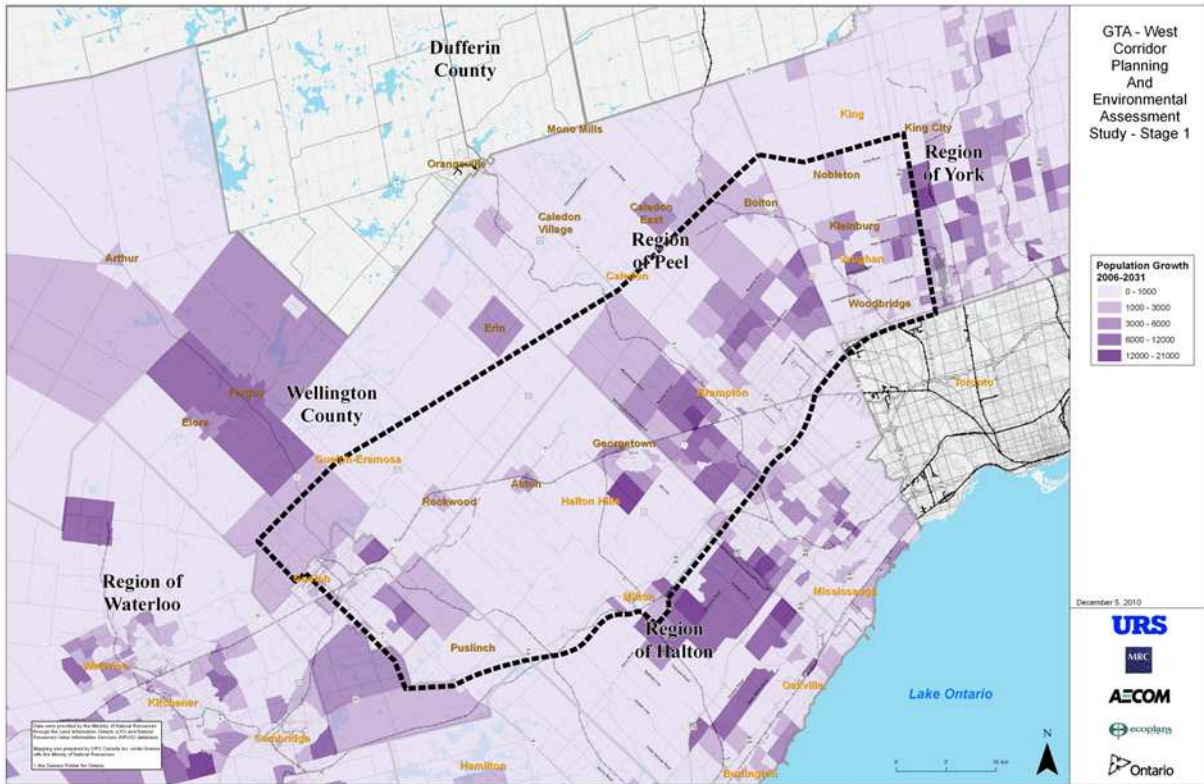 Dufferin
County
King
Mono Mills
King City
Region
of York
Orangeville
Nobleton
Bolton
Caledon
East
Caledon
Village
Kleinburg
Region
of Peel
Vaughan
Arthur
Caledon
Woodbridge
Erin
Toronto
Fergus
Wellington
County
Brampton
Elora
Georgetown
Guelph-Eramosa
Acton
Rockwood
Halton Hills
Guelph
Region of
Waterloo
Milton
Mississauga
Region
of Halton
Puslinch
Waterloo
Oakville
Lake Ontario
Kitchener
Cambridge
Hamilton
Burlington
N
GTA - West
Corridor
Planning
And
Environmental
Assessment
Study - Stage 1
Population Growth
2006-2031
0 - 1000
1000 - 3000
3000 - 6000
6000 - 12000
12000 - 21000
December 5, 2010
URS
MRC
AECOM
ecoplans
Ontario